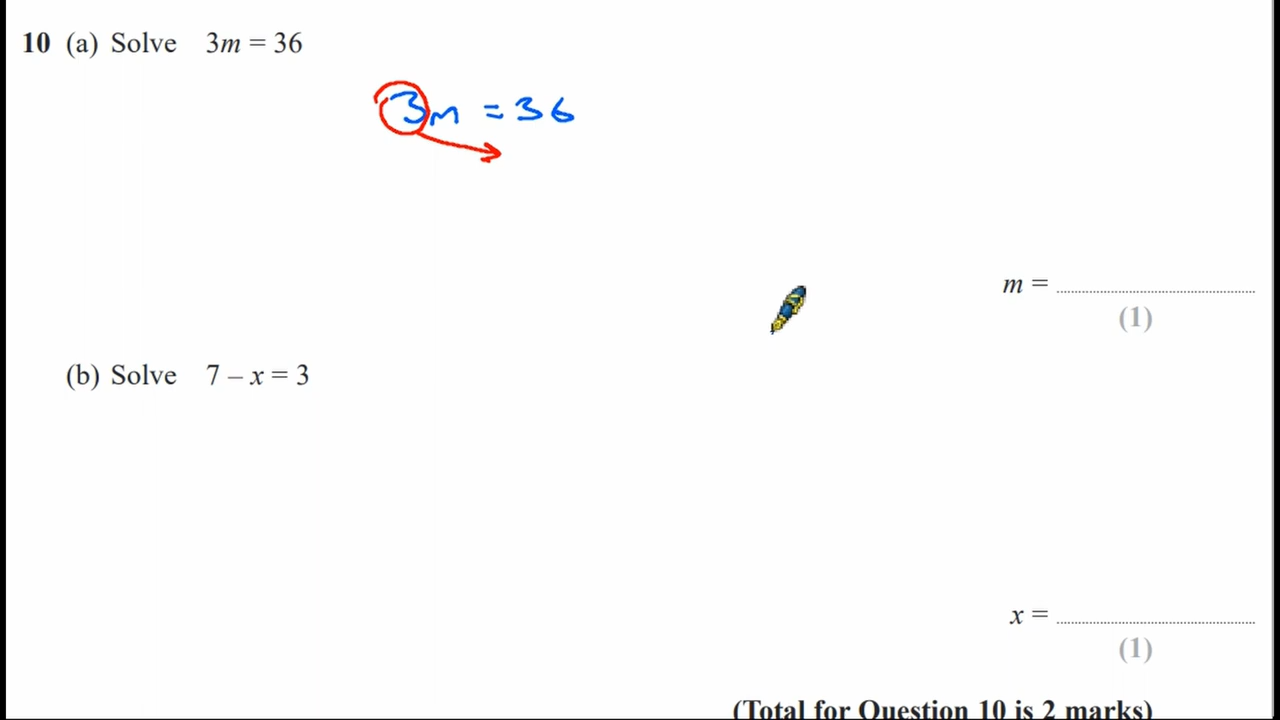 10 (a) Solve 3m = 36
3m = 36
m = ........................................
(1)
(b) Solve 7 – x = 3
x = ........................................
(1)
(Total for Question 10 is 2 marks)